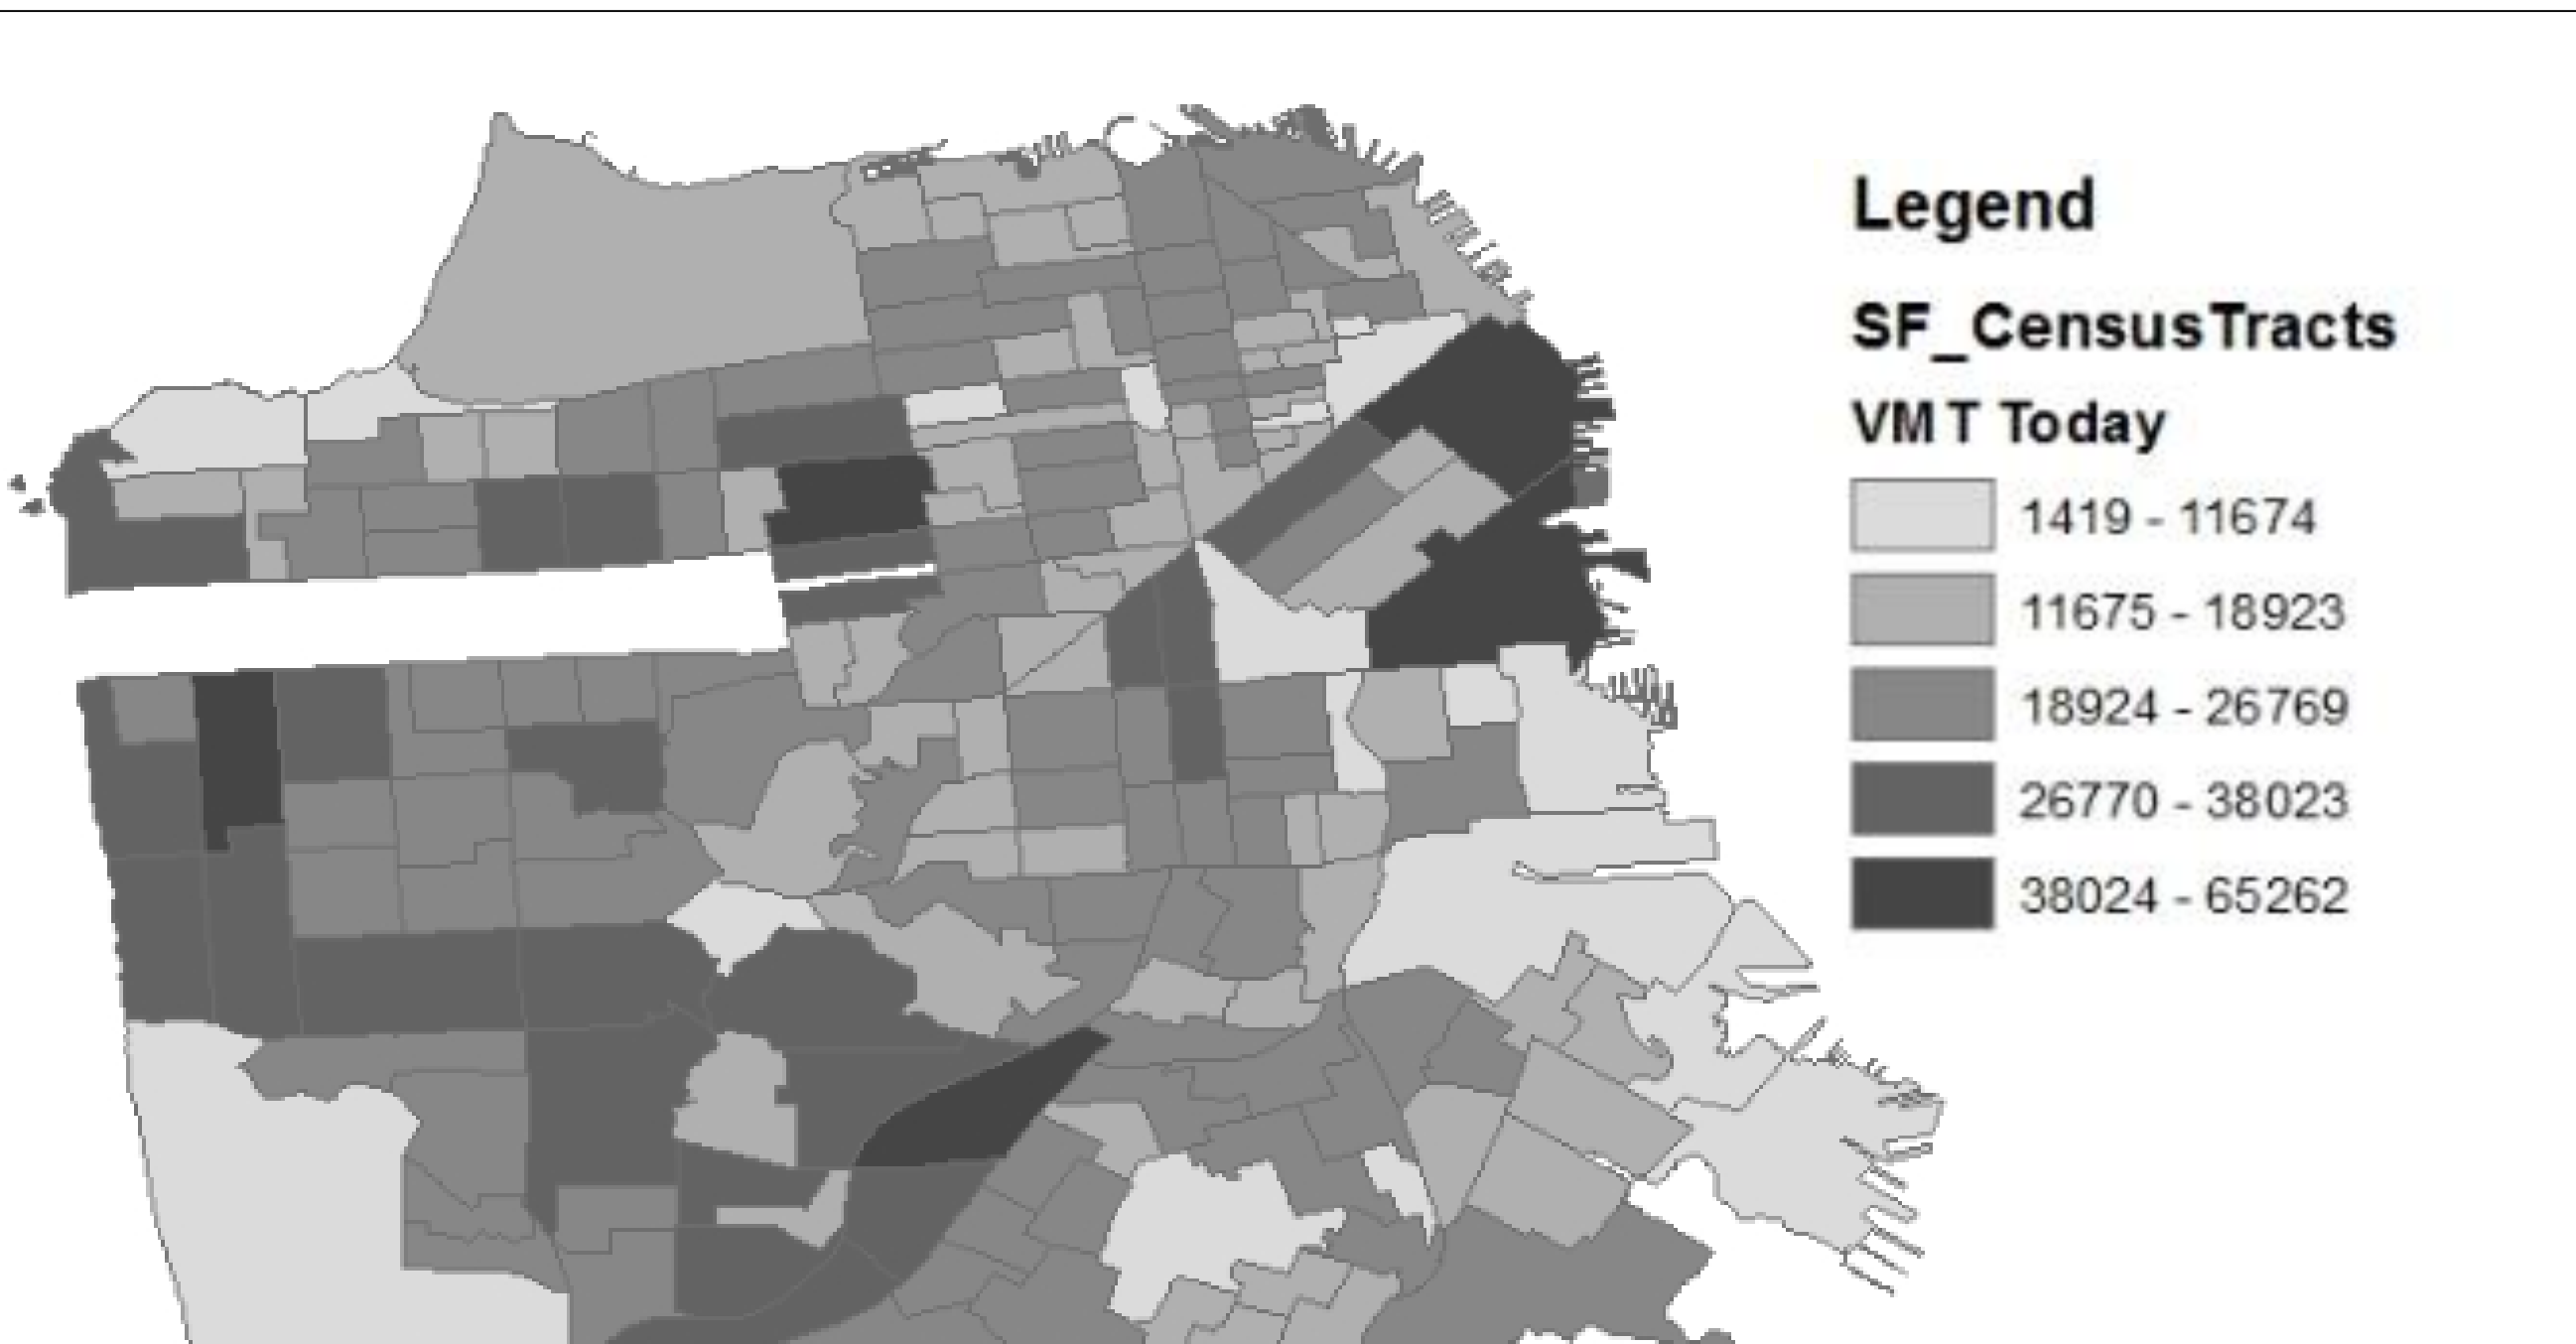 Legend
SF_CensusTracts
VMT Today
1419 - 11674
11675 - 18923
18924 - 26769
26770 - 38023
38024 - 65262